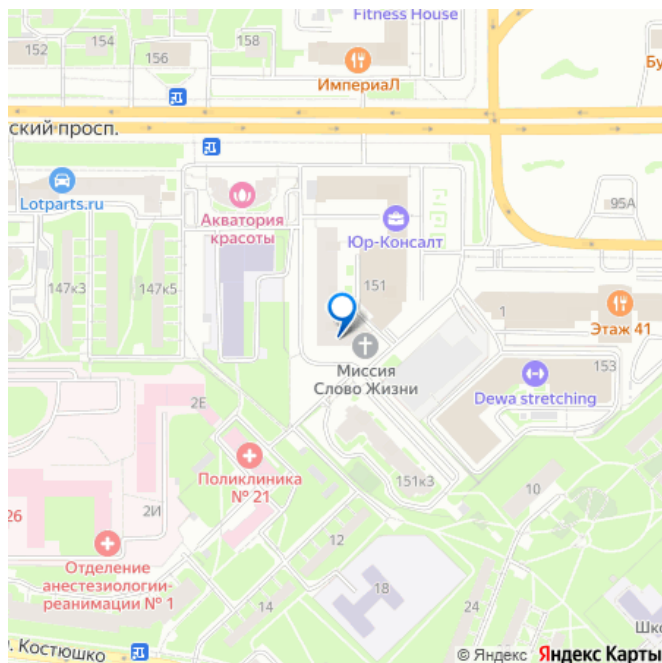 Fitness House
152
154
156
158
ИмпериаЛ
Бу
ский просп.
Lotparts.ru
Акватория
красоты
95А
Юр-Консалт
147к3
147к5
151
1
Этаж 41
Миссия
Слово Жизни
153
Dewa stretching
2Е
Поликлиника
№ 21
151к3
10
26
2И
12
Отделение
анестезиологии-
реанимации № 1
18
14
24
Шко
л. Костюшко
© Яндекс Яндекс Карты